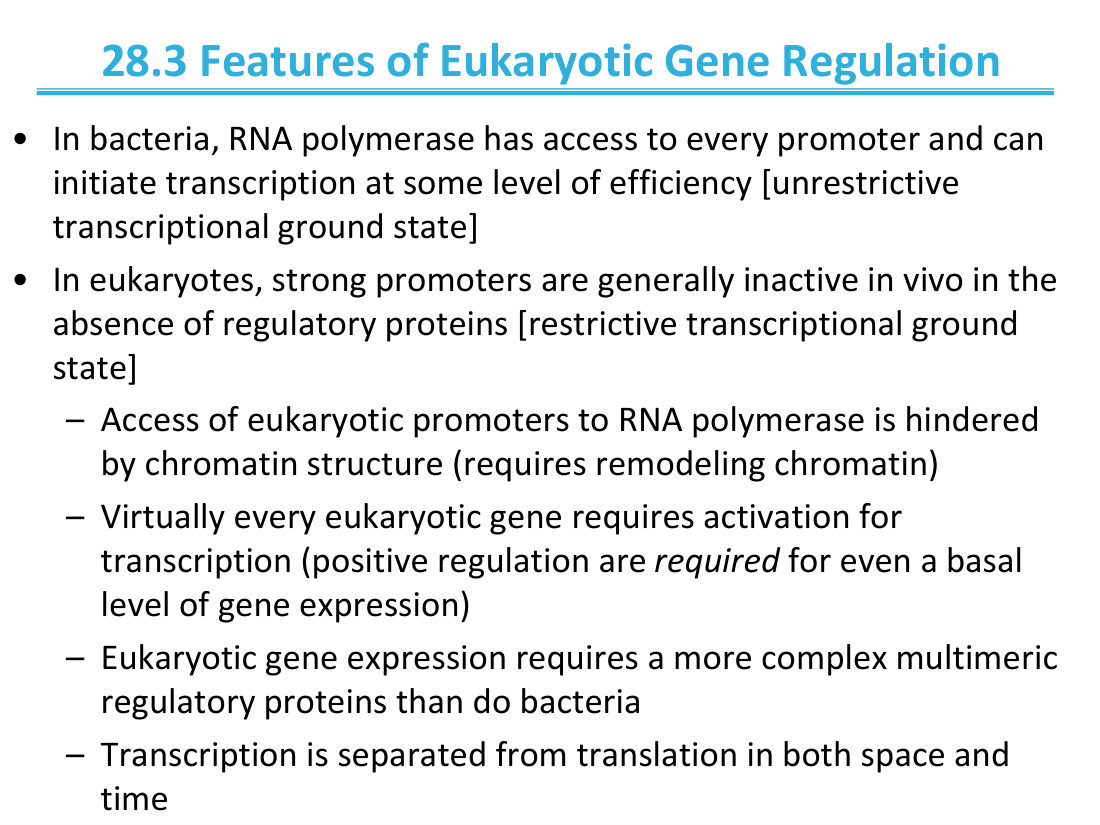 28.3 Features of Eukaryotic Gene Regulation
• In bacteria, RNA polymerase has access to every promoter and can
initiate transcription at some level of efficiency [unrestrictive
transcriptional ground state]
• In eukaryotes, strong promoters are generally inactive in vivo in the
absence of regulatory proteins [restrictive transcriptional ground
state]
– Access of eukaryotic promoters to RNA polymerase is hindered
by chromatin structure (requires remodeling chromatin)
– Virtually every eukaryotic gene requires activation for
transcription (positive regulation are required for even a basal
level of gene expression)
– Eukaryotic gene expression requires a more complex multimeric
regulatory proteins than do bacteria
– Transcription is separated from translation in both space and
time